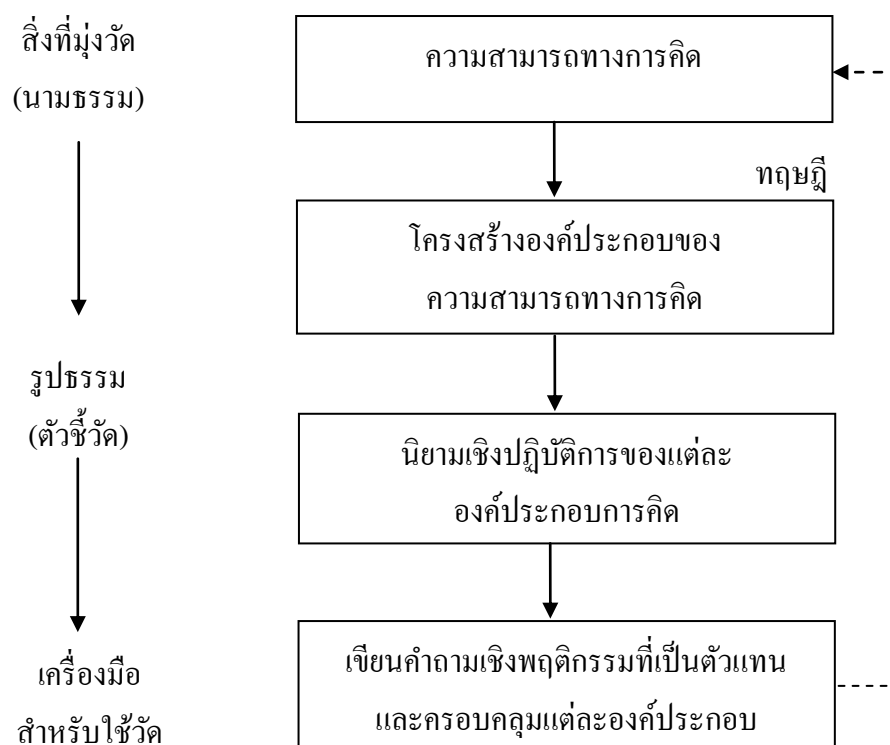 สิ่งที่มุ่งวัด
(นามธรรม)
ความสามารถทางการคิด
ทฤษฎี
โครงสร้างองค์ประกอบของ
ความสามารถทางการคิด
รูปธรรม
(ตัวชี้วัด)
นิยามเชิงปฏิบัติการของแต่ละ
องค์ประกอบการคิด
เครื่องมือ
สำหรับใช้วัด
เขียนคำถามเชิงพฤติกรรมที่เป็นตัวแทน
และครอบคลุมแต่ละองค์ประกอบ